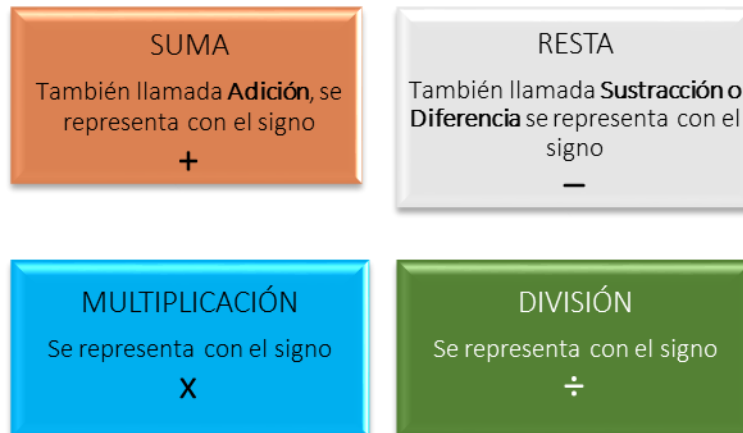 SUMA
También llamada Adición, se
representa con el signo
+
RESTA
También llamada Sustracción o
Diferencia se representa con el
signo
−
MULTIPLICACIÓN
Se representa con el signo
X
DIVISIÓN
Se representa con el signo
÷